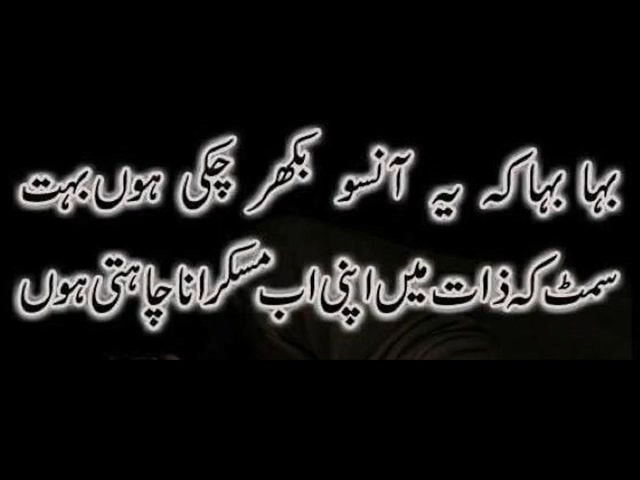 بہا بہا کہ یہ آنسو بکھر چکی ہوں بہت
سمٹ کہ ذات میں اپنی اب مسکرانا چاہتی ہوں